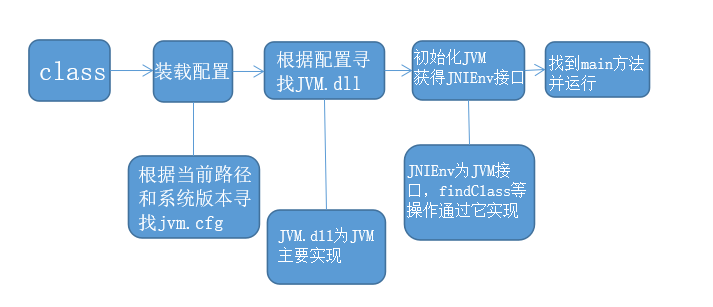 class
装载配置
根据配置寻
找JVM.dll
初始化JVM
获得JNIEnv接口
找到main方法
并运行
根据当前路径
和系统版本寻
找jvm.cfg
JVM.dll为JVM
主要实现
JNIEnv为JVM接
口，findClass等
操作通过它实现